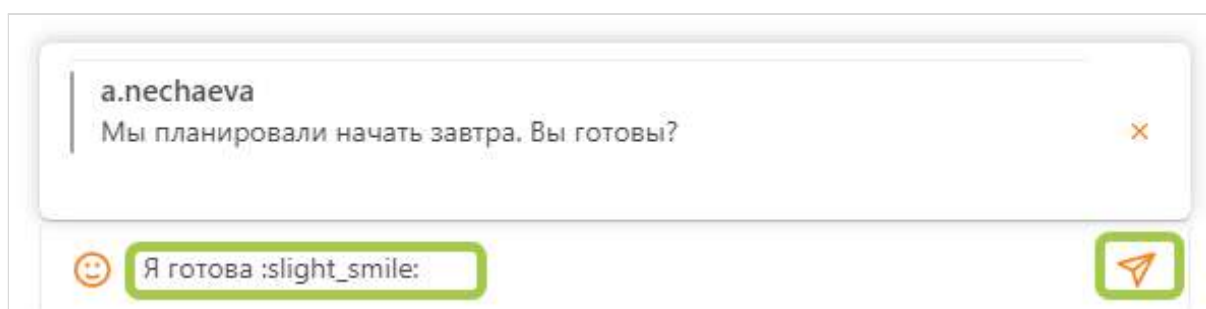 a.nechaeva
Мы планировали начать завтра. Вы готовы?
Я готова :slight_smile: